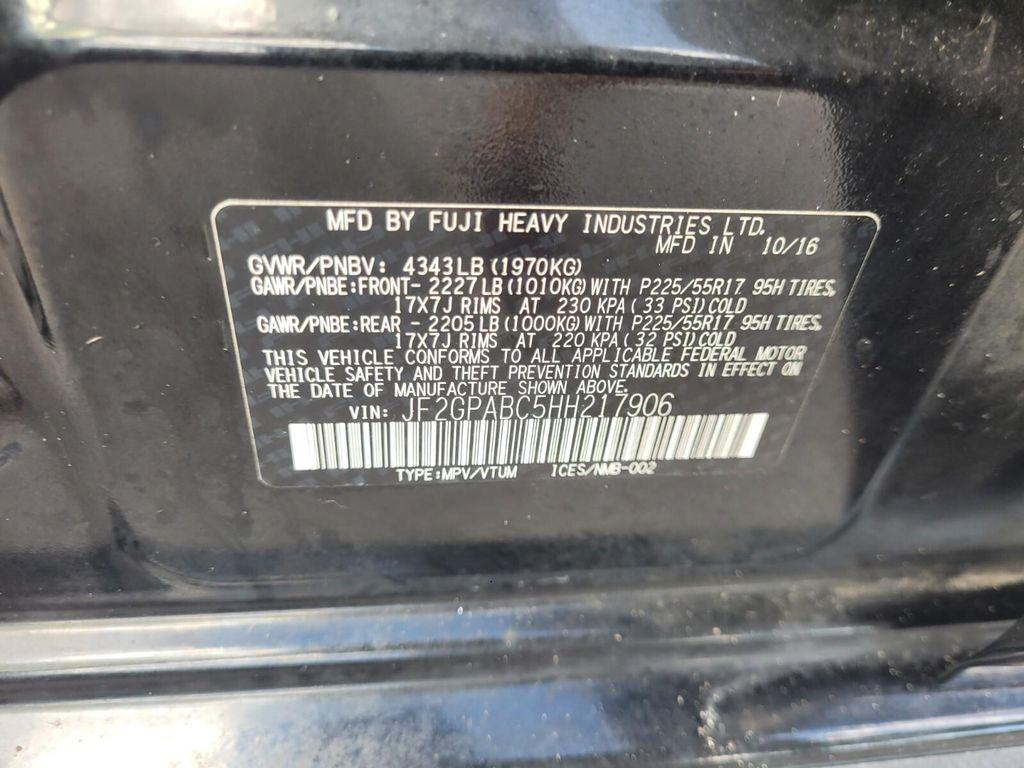 MFD BY FUJI HEAVY INDUSTRIES LTD.
MFD IN 10/16
GVWR/PNBV: 4343LB(1970KG)
GAWR/PNBE:FRONT- 2227LB(1010KG)WITH P225/55R17 95H TIRES,
17X7J RIMS AT 230 KPA(33 PSI)COLD
GAWR/PNBE:REAR - 2205LB(1000KG)WITH P225/55R17 95H TIRES,
17X7J RIMS AT 220 KPA(32 PSI)COLD
THIS VEHICLE CONFORMS TO ALL APPLICABLE FEDERAL MOTOR
VEHICLE SAFETY AND THEFT PREVENTION STANDARDS IN EFFECT ON
THE DATE OF MANUFACTURE SHOWN ABOVE.
VIN: JF2GPABC5HH217906
TYPE:MPV/VTUM ICES/NMB-002